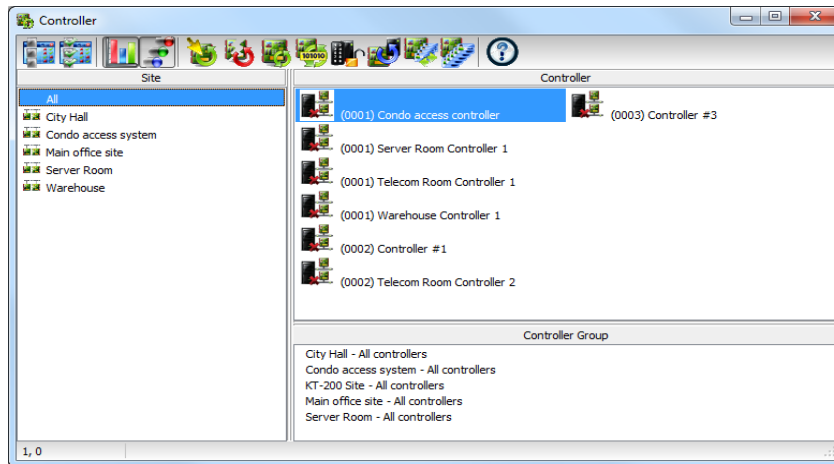 Controller
101010
?
Site
Controller
All
City Hall
Condo access system
Main office site
Server Room
Warehouse
(0001) Condo access controller
(0001) Server Room Controller 1
(0001) Telecom Room Controller 1
(0001) Warehouse Controller 1
(0002) Controller #1
(0002) Telecom Room Controller 2
(0003) Controller #3
Controller Group
City Hall - All controllers
Condo access system - All controllers
KT-200 Site - All controllers
Main office site - All controllers
Server Room - All controllers
1, 0